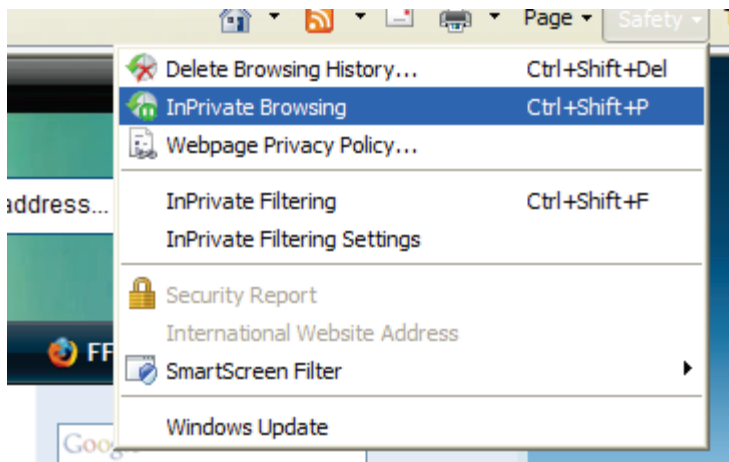 Page Safety
Delete Browsing History... Ctrl+Shift+Del
InPrivate Browsing Ctrl+Shift+P
Webpage Privacy Policy...
address...
InPrivate Filtering Ctrl+Shift+F
InPrivate Filtering Settings
Security Report
International Website Address
FF
SmartScreen Filter
Windows Update